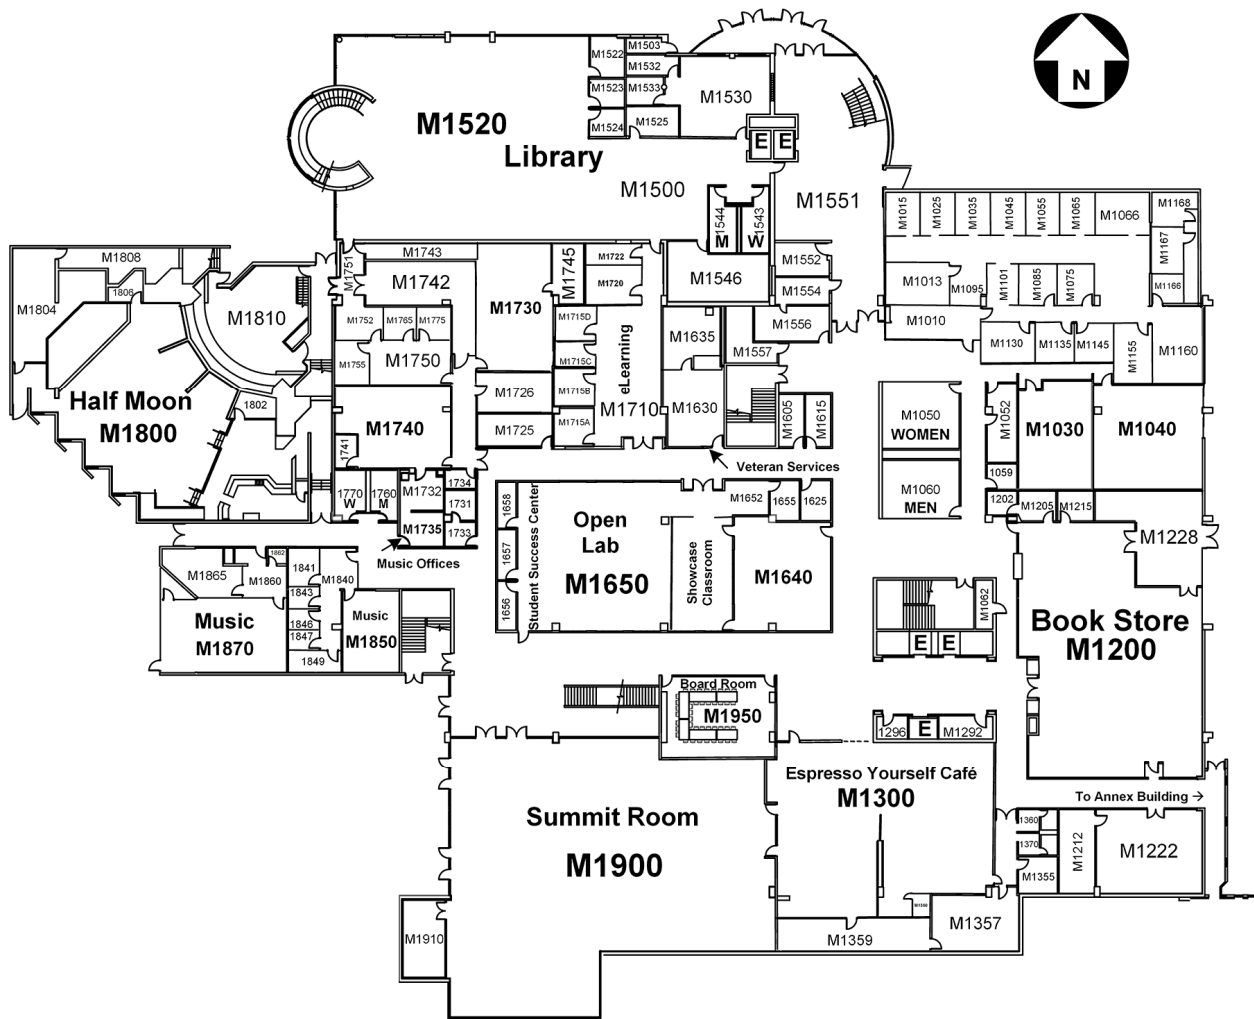 N
M1503
M1522
M1532
M1523
M1533
M1530
M1524
M1525
M1520
Library
E E
M1500
M1551
M1544
M
M1543
W
M1015
M1025
M1035
M1045
M1055
M1065
M1066
M1168
M1167
M1166
M1808
M1806
M1804
M1810
M1751
M1743
M1742
M1745
M1722
M1720
M1546
M1552
M1554
M1556
M1557
M1013
M1095
M1101
M1085
M1075
M1010
M1130
M1135
M1145
M1155
M1160
M1730
M1752
M1765
M1775
M1755
M1750
M1715D
M1715C
M1715B
M1715A
eLearning
M1710
M1635
M1630
M1726
M1725
M1605
M1615
Half Moon
M1800
1802
M1740
1741
Veteran Services
M1050
WOMEN
M1060
MEN
M1052
1059
M1030
M1040
1202
M1205
M1215
M1228
1770
W
1760
M
M1732
M1735
1734
1731
1733
Music Offices
1658
1657
1656
Student Success Center
Open
Lab
M1650
Showcase
Classroom
M1652
1655
1625
M1640
M1865
1862
M1860
1841
M1840
1843
1846
1847
1849
Music
M1870
Music
M1850
M1062
E E
Book Store
M1200
Board Room
M1950
1296
E
M1292
Espresso Yourself Café
M1300
To Annex Building →
Summit Room
M1900
1360
1370
M1355
M1212
M1222
M1350
M1357
M1359
M1910